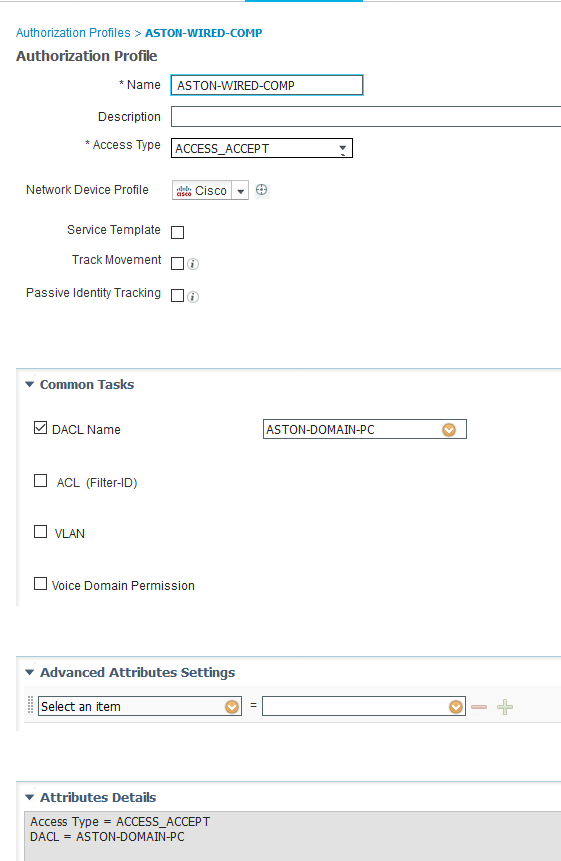 Authorization Profiles > ASTON-WIRED-COMP
Authorization Profile
* Name ASTON-WIRED-COMP
Description
* Access Type ACCESS_ACCEPT
Network Device Profile Cisco
Service Template
Track Movement
Passive Identity Tracking
Common Tasks
DACL Name ASTON-DOMAIN-PC
ACL (Filter-ID)
VLAN
Voice Domain Permission
Advanced Attributes Settings
Select an item =
Attributes Details
Access Type = ACCESS_ACCEPT
DACL = ASTON-DOMAIN-PC